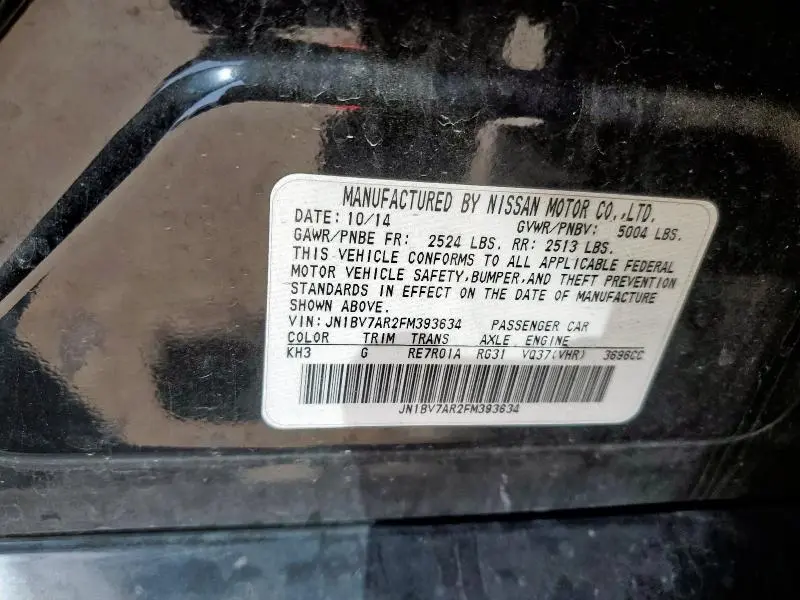 MANUFACTURED BY NISSAN MOTOR CO.,LTD.
DATE: 10/14 GVWR/PNBV: 5004 LBS.
GAWR/PNBE FR: 2524 LBS. RR: 2513 LBS.
THIS VEHICLE CONFORMS TO ALL APPLICABLE FEDERAL
MOTOR VEHICLE SAFETY,BUMPER,AND THEFT PREVENTION
STANDARDS IN EFFECT ON THE DATE OF MANUFACTURE
SHOWN ABOVE.
VIN:JN1BV7AR2FM393634 PASSENGER CAR
COLOR TRIM TRANS AXLE ENGINE
KH3 G RE7R01A RG31 VQ37(VHR) 3696CC
JN1BV7AR2FM393634